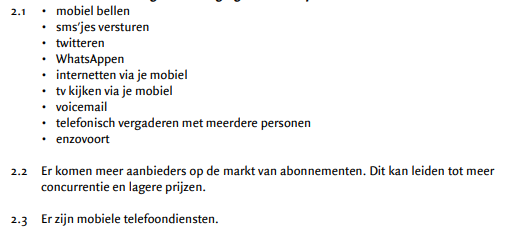 2.1 • mobiel bellen
• sms'jes versturen
• twitteren
• WhatsAppen
• internetten via je mobiel
• tv kijken via je mobiel
• voicemail
• telefonisch vergaderen met meerdere personen
• enzovoort
2.2 Er komen meer aanbieders op de markt van abonnementen. Dit kan leiden tot meer
concurrentie en lagere prijzen.
2.3 Er zijn mobiele telefoondiensten.